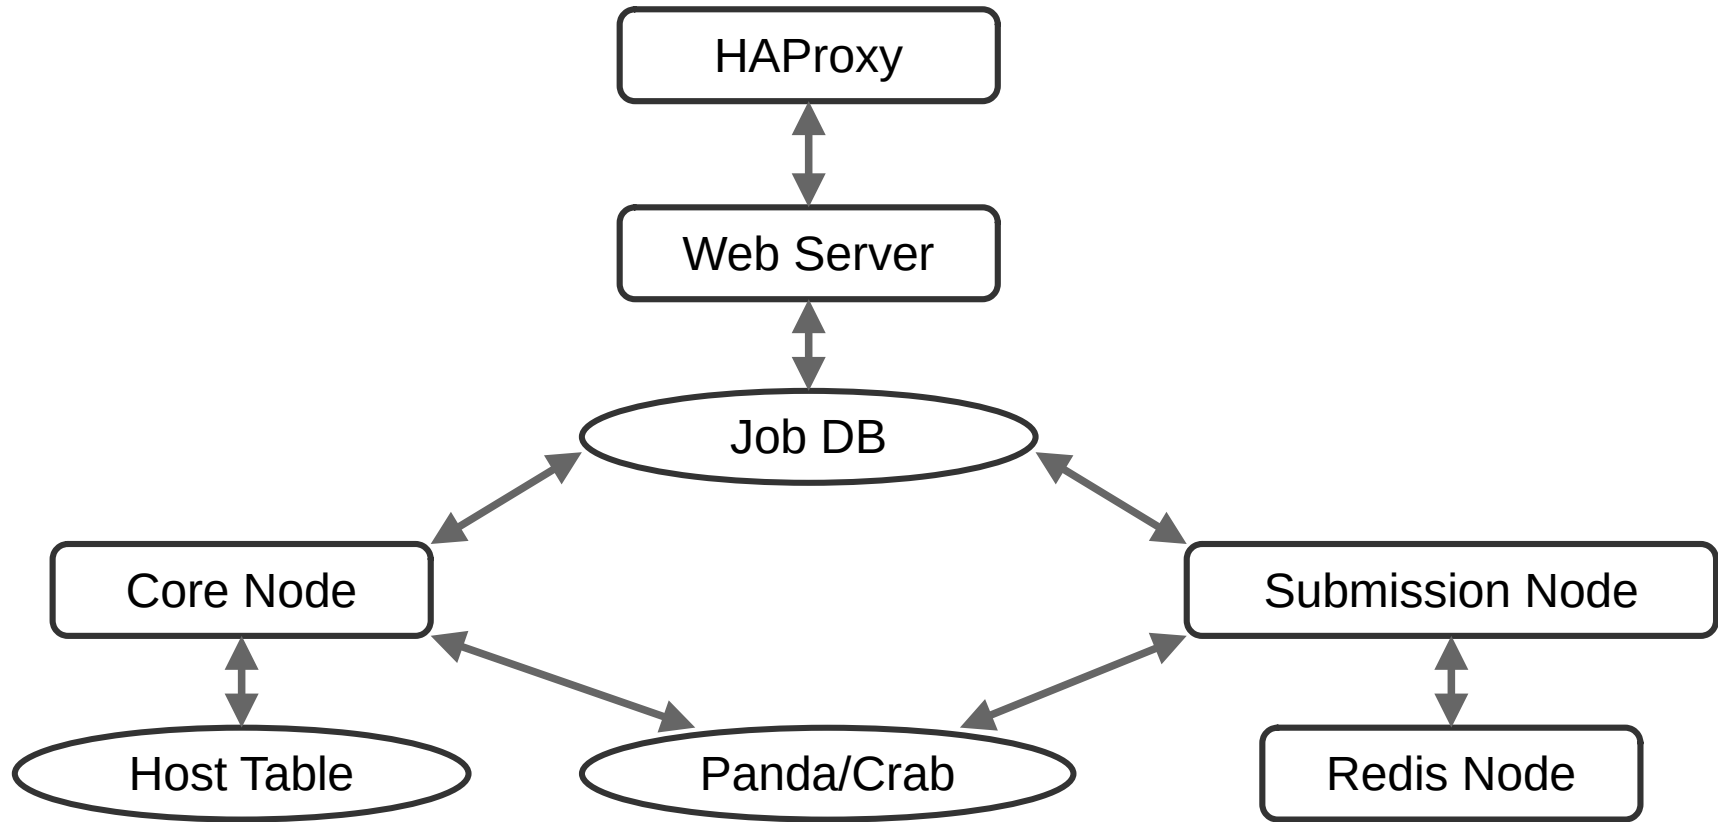 HAProxy
Web Server
Job DB
Core Node
Submission Node
Host Table
Panda/Crab
Redis Node